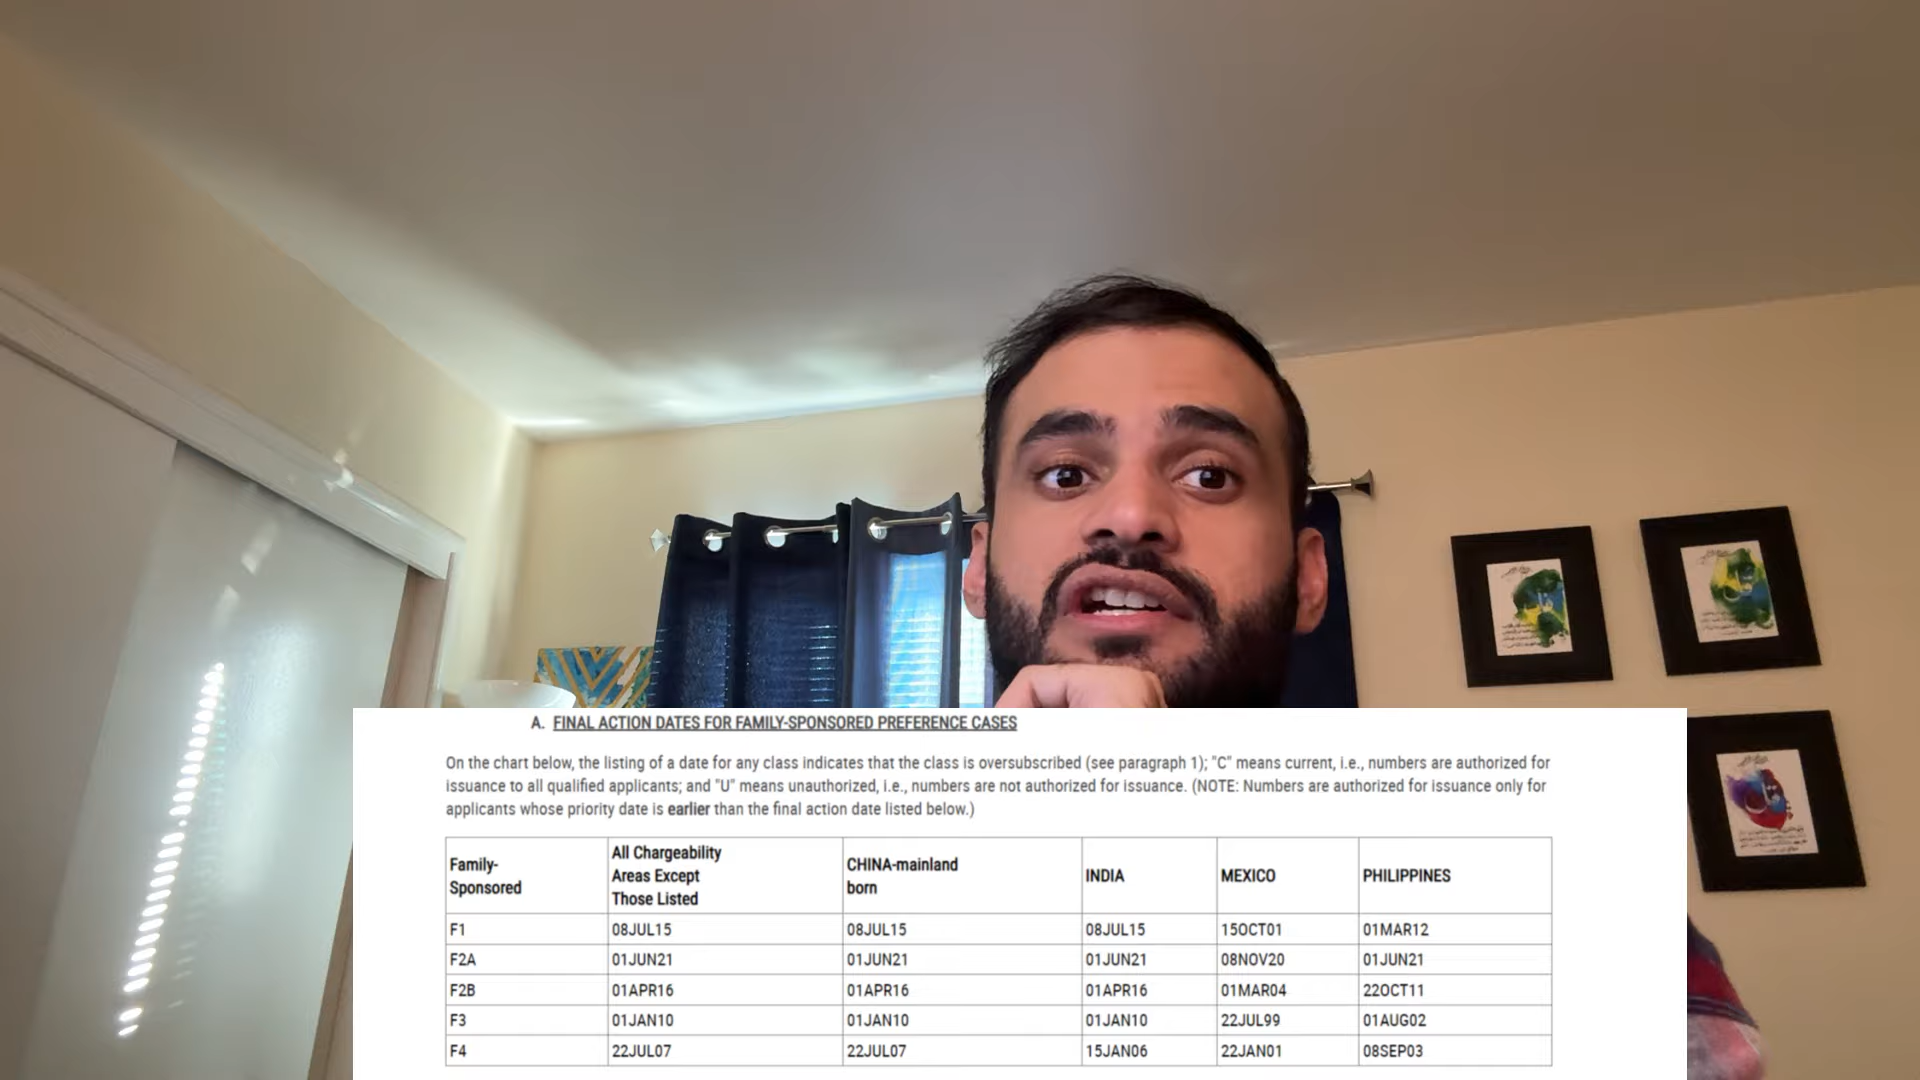 A. FINAL ACTION DATES FOR FAMILY-SPONSORED PREFERENCE CASES
On the chart below, the listing of a date for any class indicates that the class is oversubscribed (see paragraph 1); "C" means current, i.e., numbers are authorized for
issuance to all qualified applicants; and "U" means unauthorized, i.e., numbers are not authorized for issuance. (NOTE: Numbers are authorized for issuance only for
applicants whose priority date is earlier than the final action date listed below.)
Family-Sponsored All Chargeability Areas Except Those Listed CHINA-mainland born INDIA MEXICO PHILIPPINES
F1 08JUL15 08JUL15 08JUL15 15OCT01 01MAR12
F2A 01JUN21 01JUN21 01JUN21 08NOV20 01JUN21
F2B 01APR16 01APR16 01APR16 01MAR04 22OCT11
F3 01JAN10 01JAN10 01JAN10 22JUL99 01AUG02
F4 22JUL07 22JUL07 15JAN06 22JAN01 08SEP03